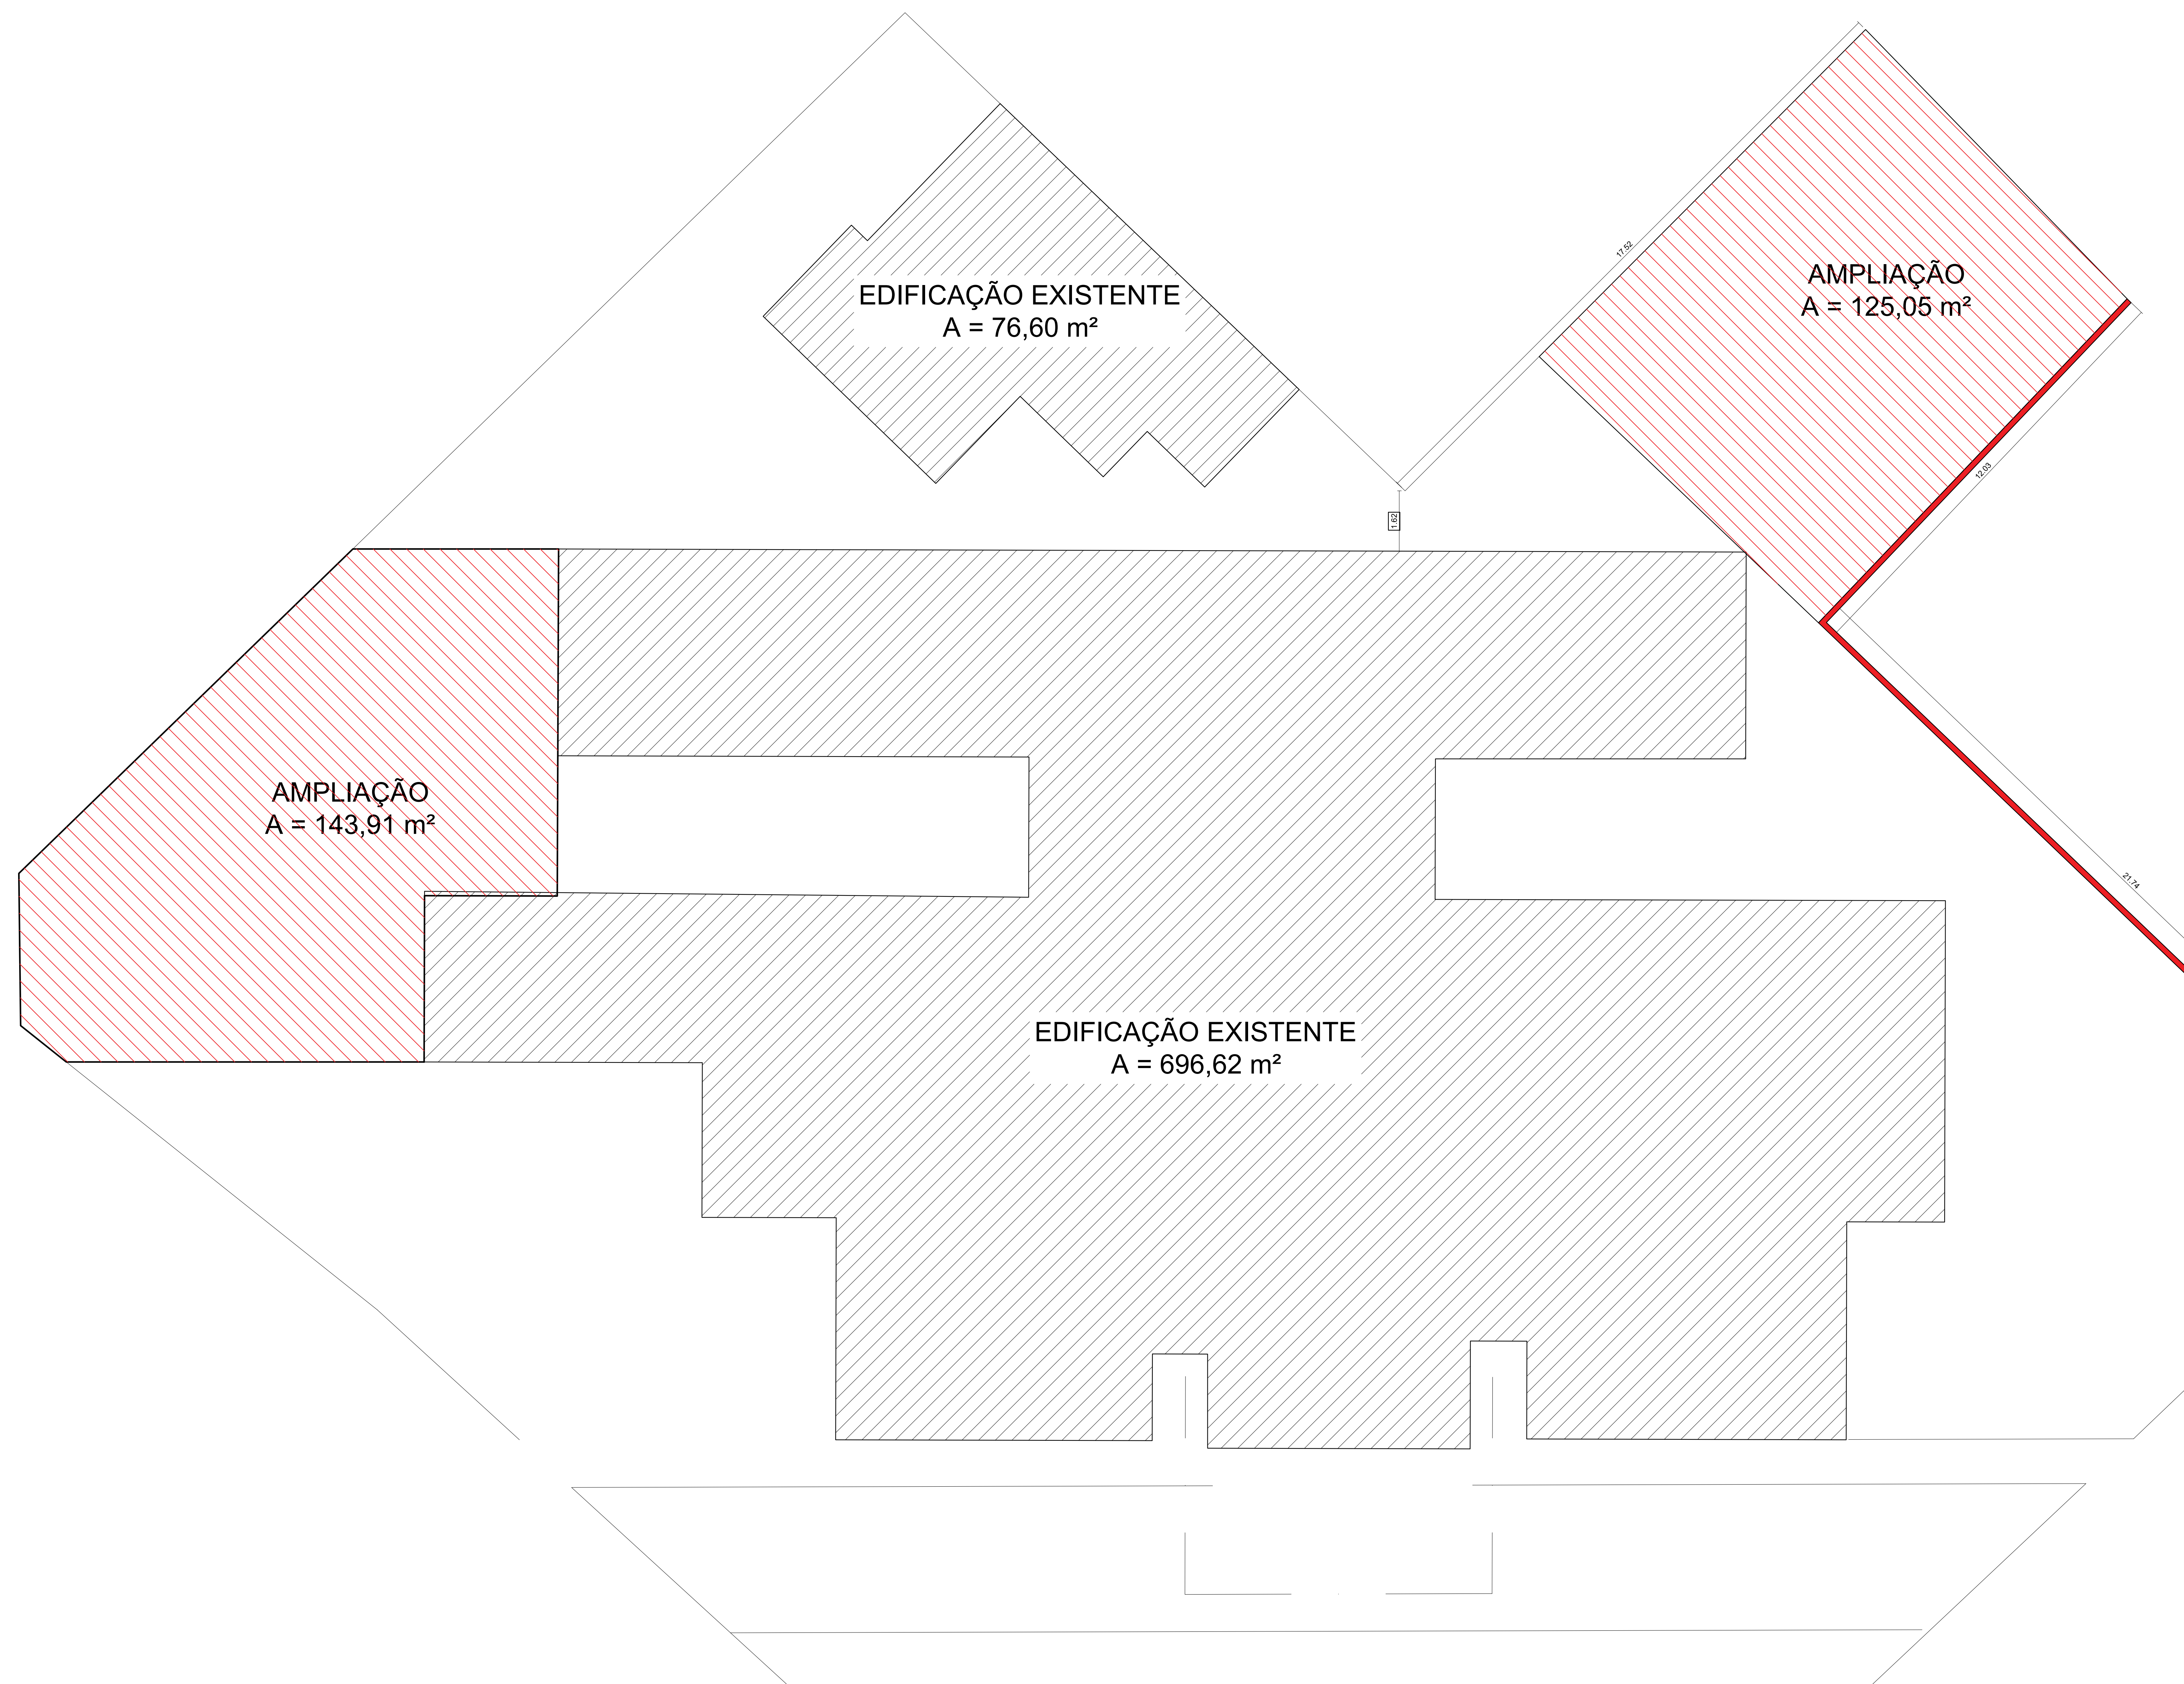 17.52
AMPLIAÇÃO
A = 125,05 m²
EDIFICAÇÃO EXISTENTE
A = 76,60 m²
12.03
1.62
AMPLIAÇÃO
A = 143,91 m²
21.74
EDIFICAÇÃO EXISTENTE
A = 696,62 m²